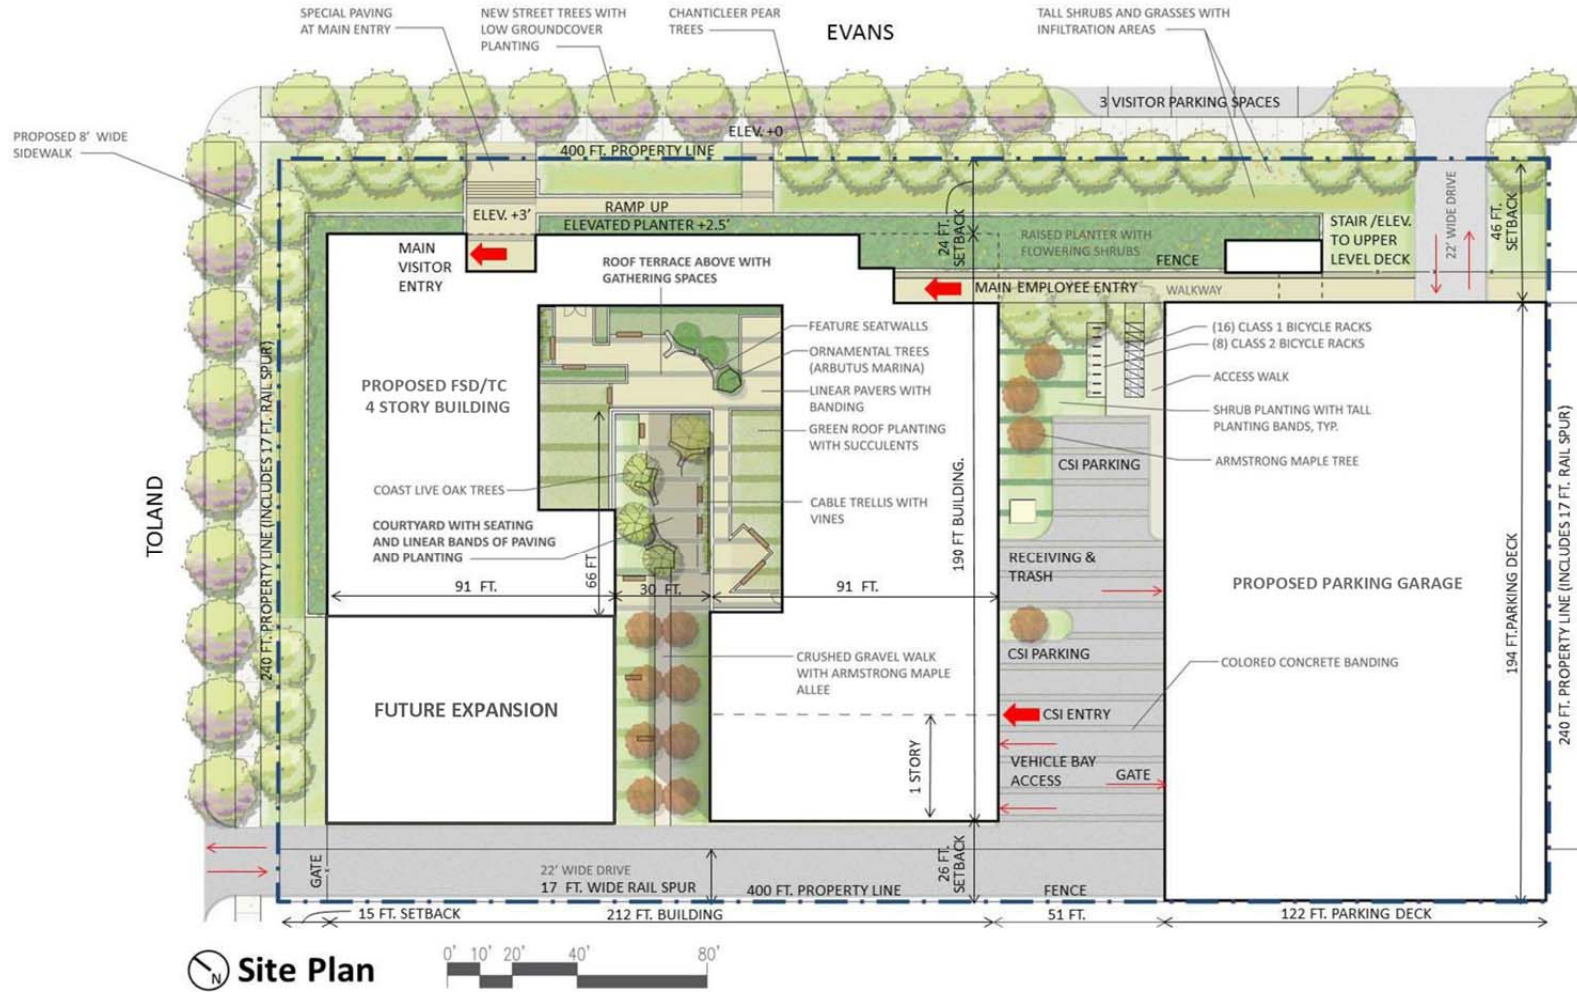 SPECIAL PAVING
AT MAIN ENTRY
NEW STREET TREES WITH
LOW GROUNDCOVER
PLANTING
CHANTICLEER PEAR
TREES
EVANS
TALL SHRUBS AND GRASSES WITH
INFILTRATION AREAS
3 VISITOR PARKING SPACES
PROPOSED 8' WIDE
SIDEWALK
ELEV. +0
400 FT. PROPERTY LINE
RAMP UP
ELEV. +3'
ELEVATED PLANTER +2.5'
24 FT.
SETBACK
RAISED PLANTER WITH
FLOWERING SHRUBS
FENCE
STAIR /ELEV.
TO UPPER
LEVEL DECK
22' WIDE DRIVE
46 FT.
SETBACK
MAIN
VISITOR
ENTRY
ROOF TERRACE ABOVE WITH
GATHERING SPACES
MAIN EMPLOYEE ENTRY
WALKWAY
FEATURE SEATWALLS
ORNAMENTAL TREES
(ARBUTUS MARINA)
LINEAR PAVERS WITH
BANDING
GREEN ROOF PLANTING
WITH SUCCULENTS
(16) CLASS 1 BICYCLE RACKS
(8) CLASS 2 BICYCLE RACKS
ACCESS WALK
SHRUB PLANTING WITH TALL
PLANTING BANDS, TYP.
ARMSTRONG MAPLE TREE
PROPOSED FSD/TC
4 STORY BUILDING
TOLAND
240 FT. PROPERTY LINE (INCLUDES 17 FT. RAIL SPUR)
COAST LIVE OAK TREES
COURTYARD WITH SEATING
AND LINEAR BANDS OF PAVING
AND PLANTING
CABLE TRELLIS WITH
VINES
190 FT BUILDING.
CSI PARKING
RECEIVING &
TRASH
PROPOSED PARKING GARAGE
194 FT.PARKING DECK
240 FT. PROPERTY LINE (INCLUDES 17 FT. RAIL SPUR)
91 FT.
66 FT
30 FT.
91 FT.
CSI PARKING
CRUSHED GRAVEL WALK
WITH ARMSTRONG MAPLE
ALLEE
COLORED CONCRETE BANDING
FUTURE EXPANSION
CSI ENTRY
1 STORY
VEHICLE BAY
ACCESS
GATE
GATE
22' WIDE DRIVE
17 FT. WIDE RAIL SPUR
400 FT. PROPERTY LINE
26 FT.
SETBACK
FENCE
15 FT. SETBACK
212 FT. BUILDING
51 FT.
122 FT. PARKING DECK
N
Site Plan
0' 10' 20' 40' 80'